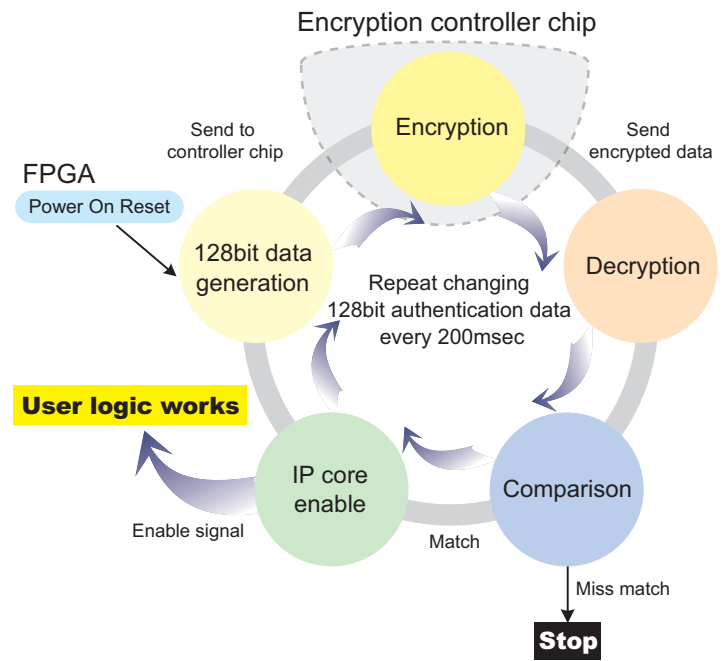 Encryption controller chip
Encryption
Send to
controller chip
Send
encrypted data
FPGA
Power On Reset
128bit data
generation
Decryption
Repeat changing
128bit authentication data
every 200msec
User logic works
IP core
enable
Comparison
Enable signal
Match
Miss match
Stop